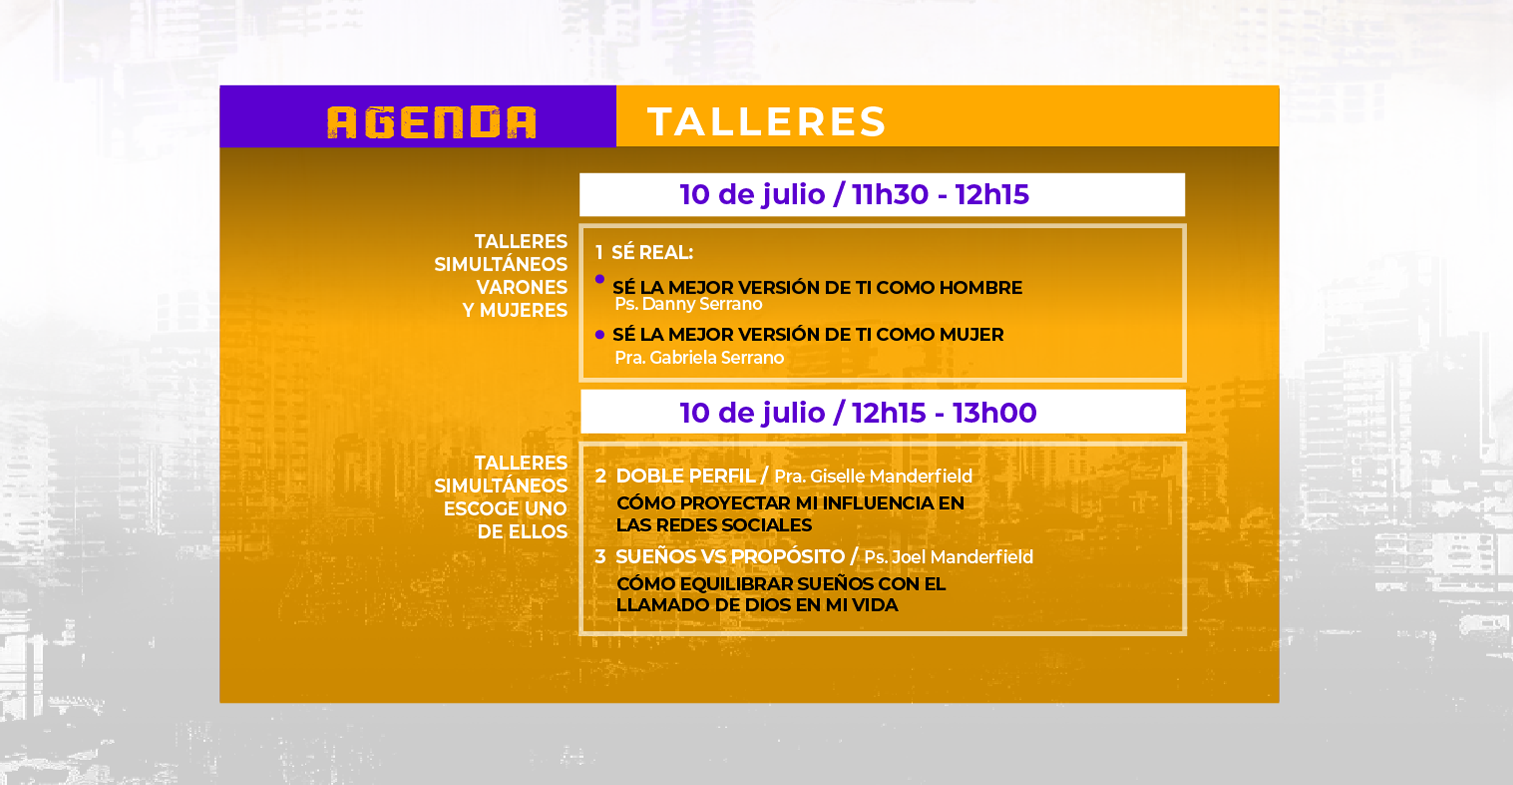 AGENDA
TALLERES
10 de julio / 11h30 - 12h15
TALLERES
SIMULTÁNEOS
VARONES
Y MUJERES
1 SÉ REAL:
• SÉ LA MEJOR VERSIÓN DE TI COMO HOMBRE
Ps. Danny Serrano
• SÉ LA MEJOR VERSIÓN DE TI COMO MUJER
Pra. Gabriela Serrano
10 de julio / 12h15 - 13h00
TALLERES
SIMULTÁNEOS
ESCOGE UNO
DE ELLOS
2 DOBLE PERFIL / Pra. Giselle Manderfield
CÓMO PROYECTAR MI INFLUENCIA EN
LAS REDES SOCIALES
3 SUEÑOS VS PROPÓSITO / Ps. Joel Manderfield
CÓMO EQUILIBRAR SUEÑOS CON EL
LLAMADO DE DIOS EN MI VIDA